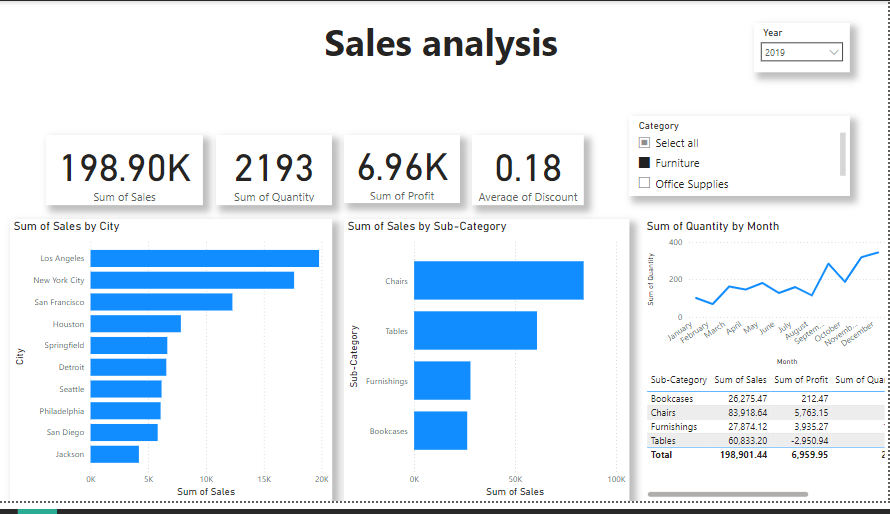 Sales analysis
Year
2019
198.90K
Sum of Sales
2193
Sum of Quantity
6.96K
Sum of Profit
0.18
Average of Discount
Category
Select all
Furniture
Office Supplies
Sum of Sales by City
City
Los Angeles
New York City
San Francisco
Houston
Springfield
Detroit
Seattle
Philadelphia
San Diego
Jackson
0K 5K 10K 15K 20K
Sum of Sales
Sum of Sales by Sub-Category
Sub-Category
Chairs
Tables
Furnishings
Bookcases
0K 50K 100K
Sum of Sales
Sum of Quantity by Month
Sum of Quantity
400
200
0
January February March April May June July August Septem... October Novemb... December
Month
Sub-Category Sum of Sales Sum of Profit Sum of Qua
Bookcases 26,275.47 212.47
Chairs 83,918.64 5,763.15
Furnishings 27,874.12 3,935.27
Tables 60,833.20 -2,950.94
Total 198,901.44 6,959.95 2